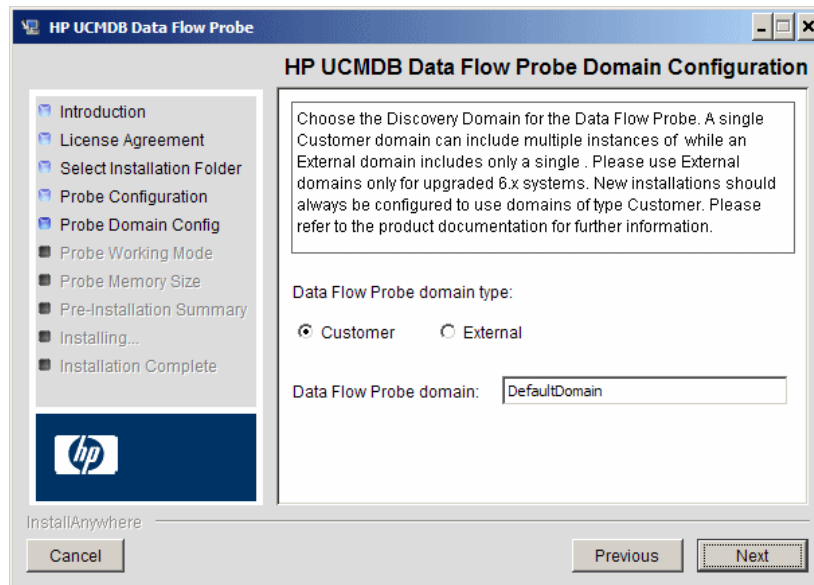 HP UCMDB Data Flow Probe
HP UCMDB Data Flow Probe Domain Configuration
Introduction
License Agreement
Select Installation Folder
Probe Configuration
Probe Domain Config
Probe Working Mode
Probe Memory Size
Pre-Installation Summary
Installing...
Installation Complete
hp
Choose the Discovery Domain for the Data Flow Probe. A single
Customer domain can include multiple instances of while an
External domain includes only a single . Please use External
domains only for upgraded 6.x systems. New installations should
always be configured to use domains of type Customer. Please
refer to the product documentation for further information.
Data Flow Probe domain type:
Customer External
Data Flow Probe domain: DefaultDomain
InstallAnywhere
Cancel Previous Next